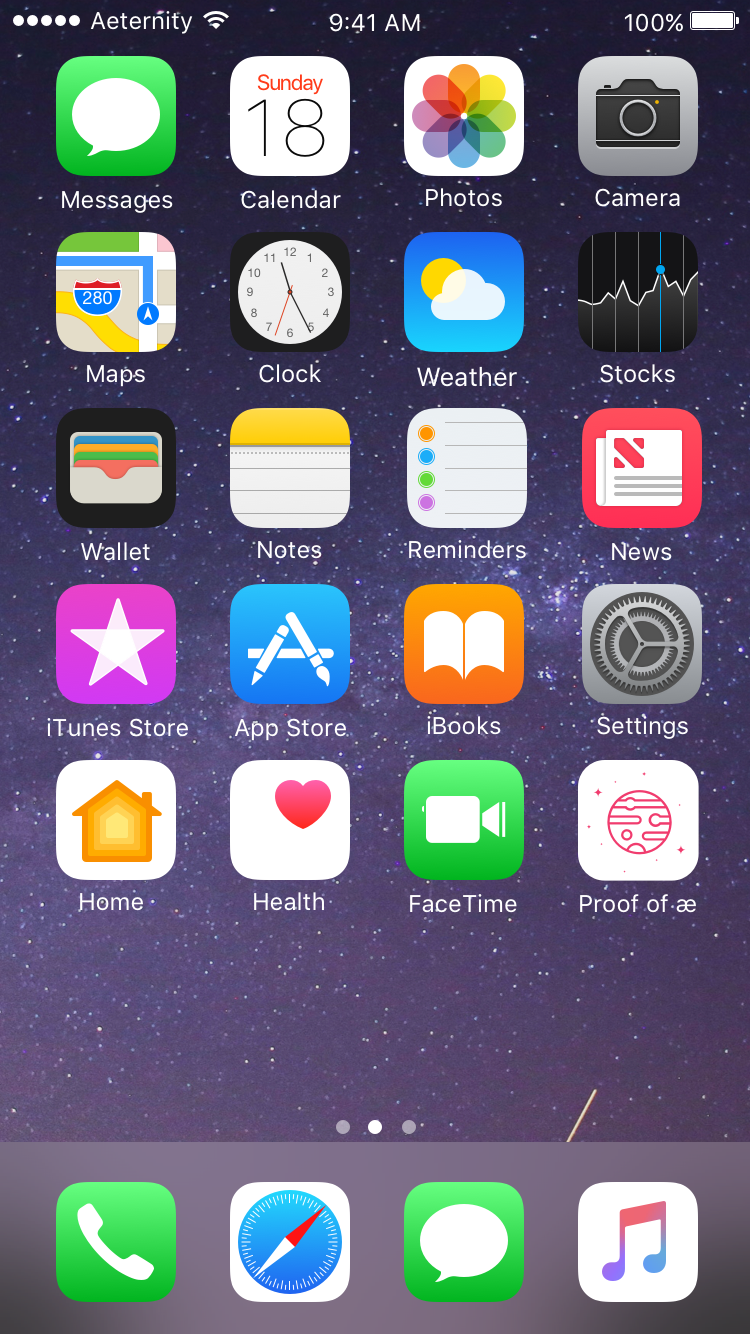 Aeternity 9:41 AM 100%
Sunday
18
Messages Calendar Photos Camera
280
12
11 1
10 2
9 3
8 4
7 5
6
Maps Clock Weather Stocks
Wallet Notes Reminders News
iTunes Store App Store iBooks Settings
Home Health FaceTime Proof of æ